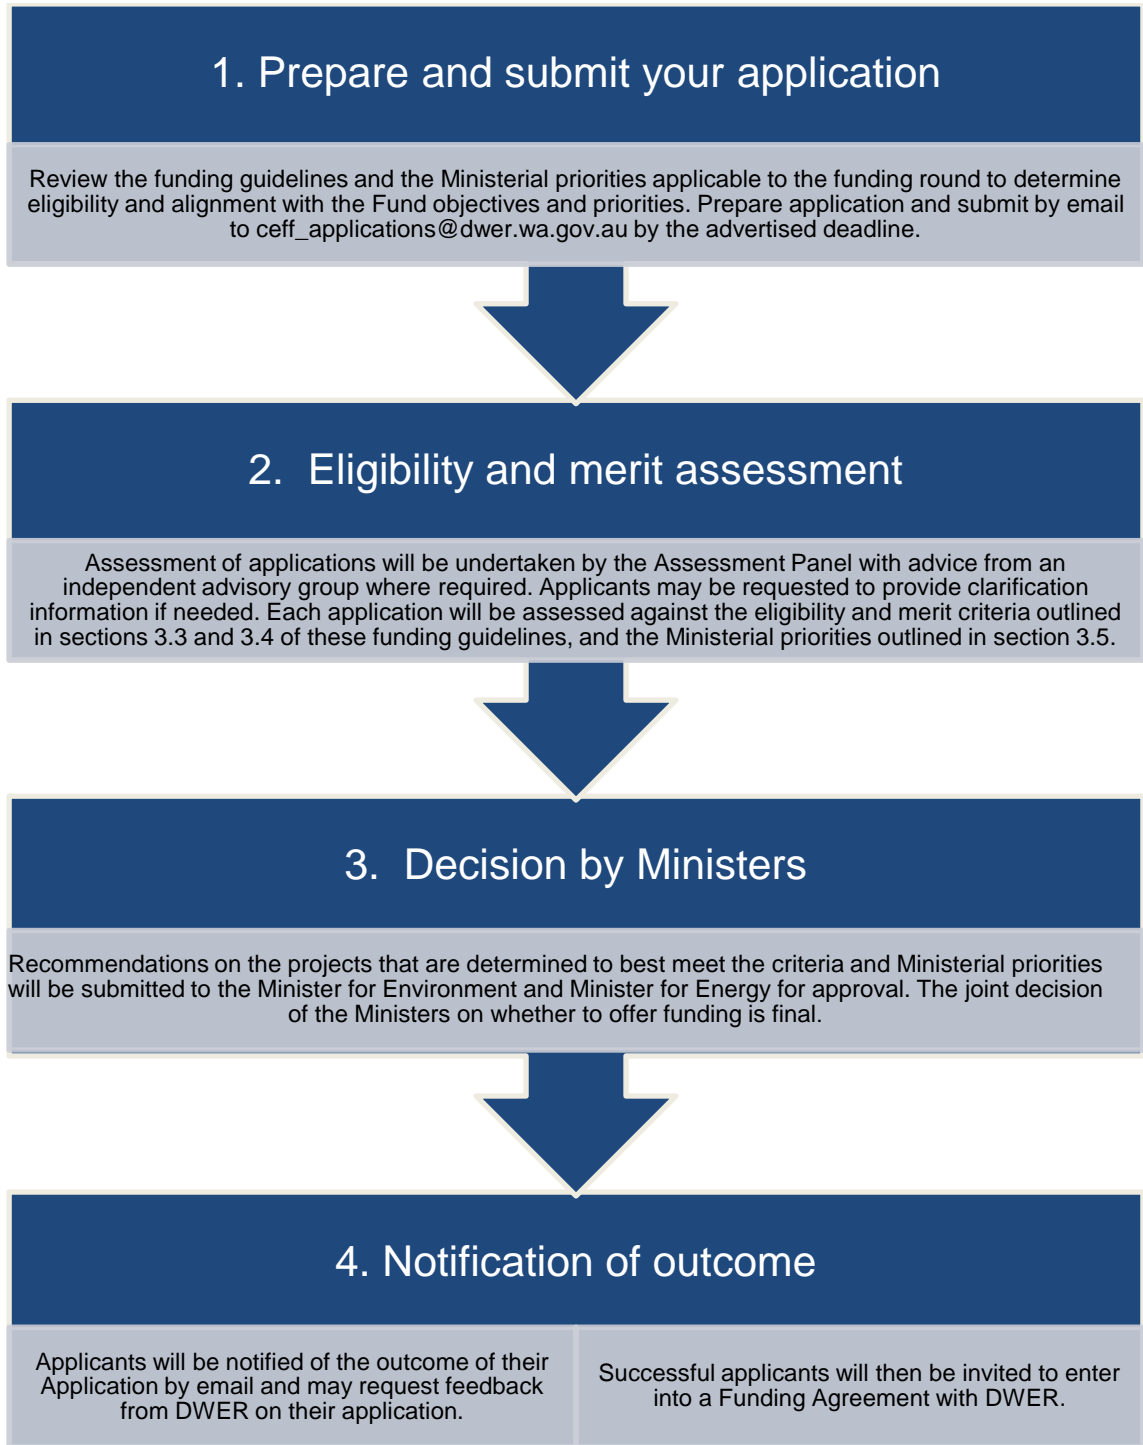 1. Prepare and submit your application
Review the funding guidelines and the Ministerial priorities applicable to the funding round to determine
eligibility and alignment with the Fund objectives and priorities. Prepare application and submit by email
to ceff_applications@dwer.wa.gov.au by the advertised deadline.
2. Eligibility and merit assessment
Assessment of applications will be undertaken by the Assessment Panel with advice from an
independent advisory group where required. Applicants may be requested to provide clarification
information if needed. Each application will be assessed against the eligibility and merit criteria outlined
in sections 3.3 and 3.4 of these funding guidelines, and the Ministerial priorities outlined in section 3.5.
3. Decision by Ministers
Recommendations on the projects that are determined to best meet the criteria and Ministerial priorities
will be submitted to the Minister for Environment and Minister for Energy for approval. The joint decision
of the Ministers on whether to offer funding is final.
4. Notification of outcome
Applicants will be notified of the outcome of their
Application by email and may request feedback
from DWER on their application.
Successful applicants will then be invited to enter
into a Funding Agreement with DWER.